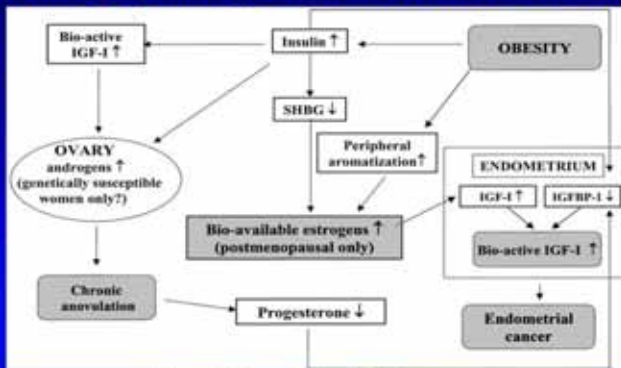 Bio-active
IGF-I ↑
Insulin ↑
OBESITY
SHBG ↓
OVARY
androgens ↑
(genetically susceptible
women only?)
Peripheral
aromatization↑
ENDOMETRIUM
IGF-I ↑
IGFBP-1 ↓
Bio-available estrogens ↑
(postmenopausal only)
Bio-active IGF-I ↑
Chronic
anovulation
Progesterone ↓
Endometrial
cancer